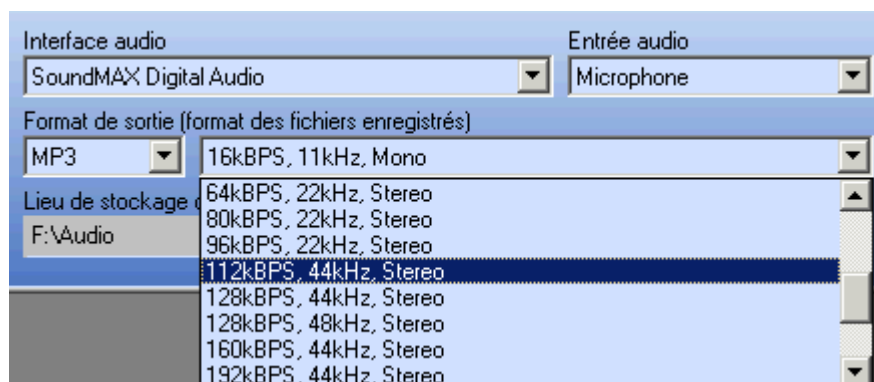 Interface audio
Entrée audio
SoundMAX Digital Audio
Microphone
Format de sortie (format des fichiers enregistrés)
MP3
16kBPS, 11kHz, Mono
Lieu de stockage
64kBPS, 22kHz, Stereo
80kBPS, 22kHz, Stereo
F:\Audio
96kBPS, 22kHz, Stereo
112kBPS, 44kHz, Stereo
128kBPS, 44kHz, Stereo
128kBPS, 48kHz, Stereo
160kBPS, 44kHz, Stereo
192kBPS, 44kHz, Stereo